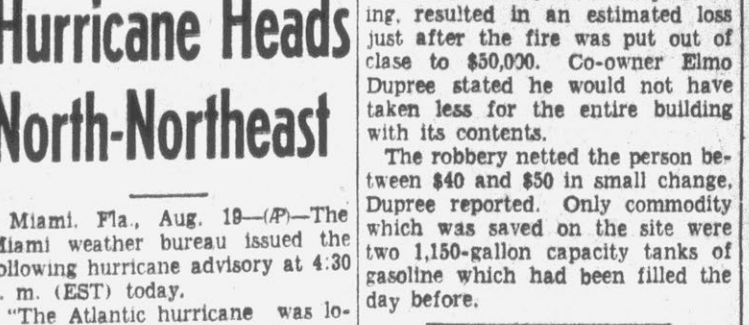 Hurricane Heads
North-Northeast
Miami, Fla., Aug. 19—(AP)—The
Miami weather bureau issued the
following hurricane advisory at 4:30
. m. (EST) today.
"The Atlantic hurricane was lo-
ing, resulted in an estimated loss
just after the fire was put out of
clase to $50,000. Co-owner Elmo
Dupree stated he would not have
taken less for the entire building
with its contents.
The robbery netted the person be-
tween $40 and $50 in small change,
Dupree reported. Only commodity
which was saved on the site were
two 1,150-gallon capacity tanks of
gasoline which had been filled the
day before.